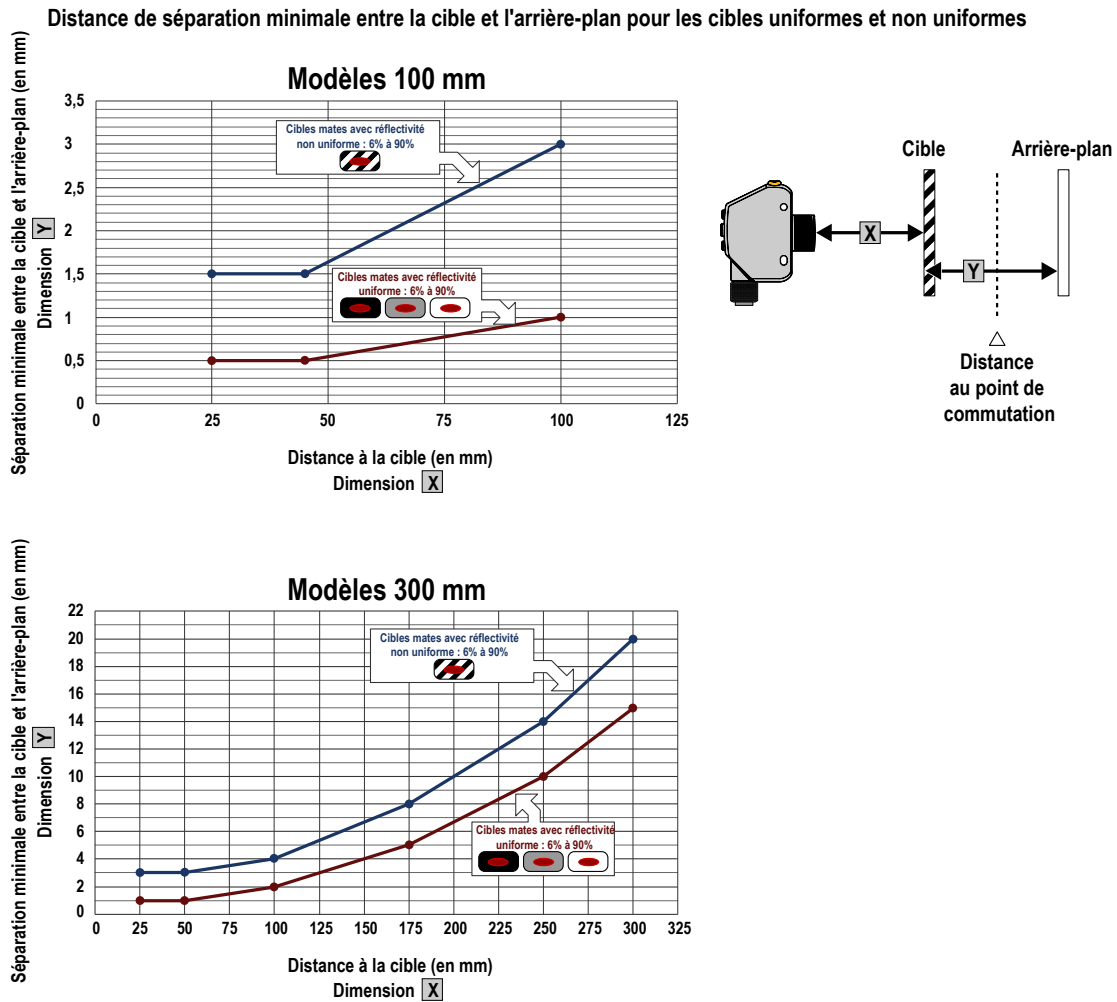 Distance de séparation minimale entre la cible et l'arrière-plan pour les cibles uniformes et non uniformes
Modèles 100 mm
Séparation minimale entre la cible et l'arrière-plan (en mm)
Dimension Y
3,5
3
2,5
2
1,5
1
0,5
0
Cibles mates avec réflectivité
non uniforme : 6% à 90%
Cibles mates avec réflectivité
uniforme : 6% à 90%
0 25 50 75 100 125
Distance à la cible (en mm)
Dimension X
Cible
Arrière-plan
X
Y
Distance
au point de
commutation
Modèles 300 mm
Séparation minimale entre la cible et l'arrière-plan (en mm)
Dimension Y
22
20
18
16
14
12
10
8
6
4
2
0
Cibles mates avec réflectivité
non uniforme : 6% à 90%
Cibles mates avec réflectivité
uniforme : 6% à 90%
0 25 50 75 100 125 150 175 200 225 250 275 300 325
Distance à la cible (en mm)
Dimension X